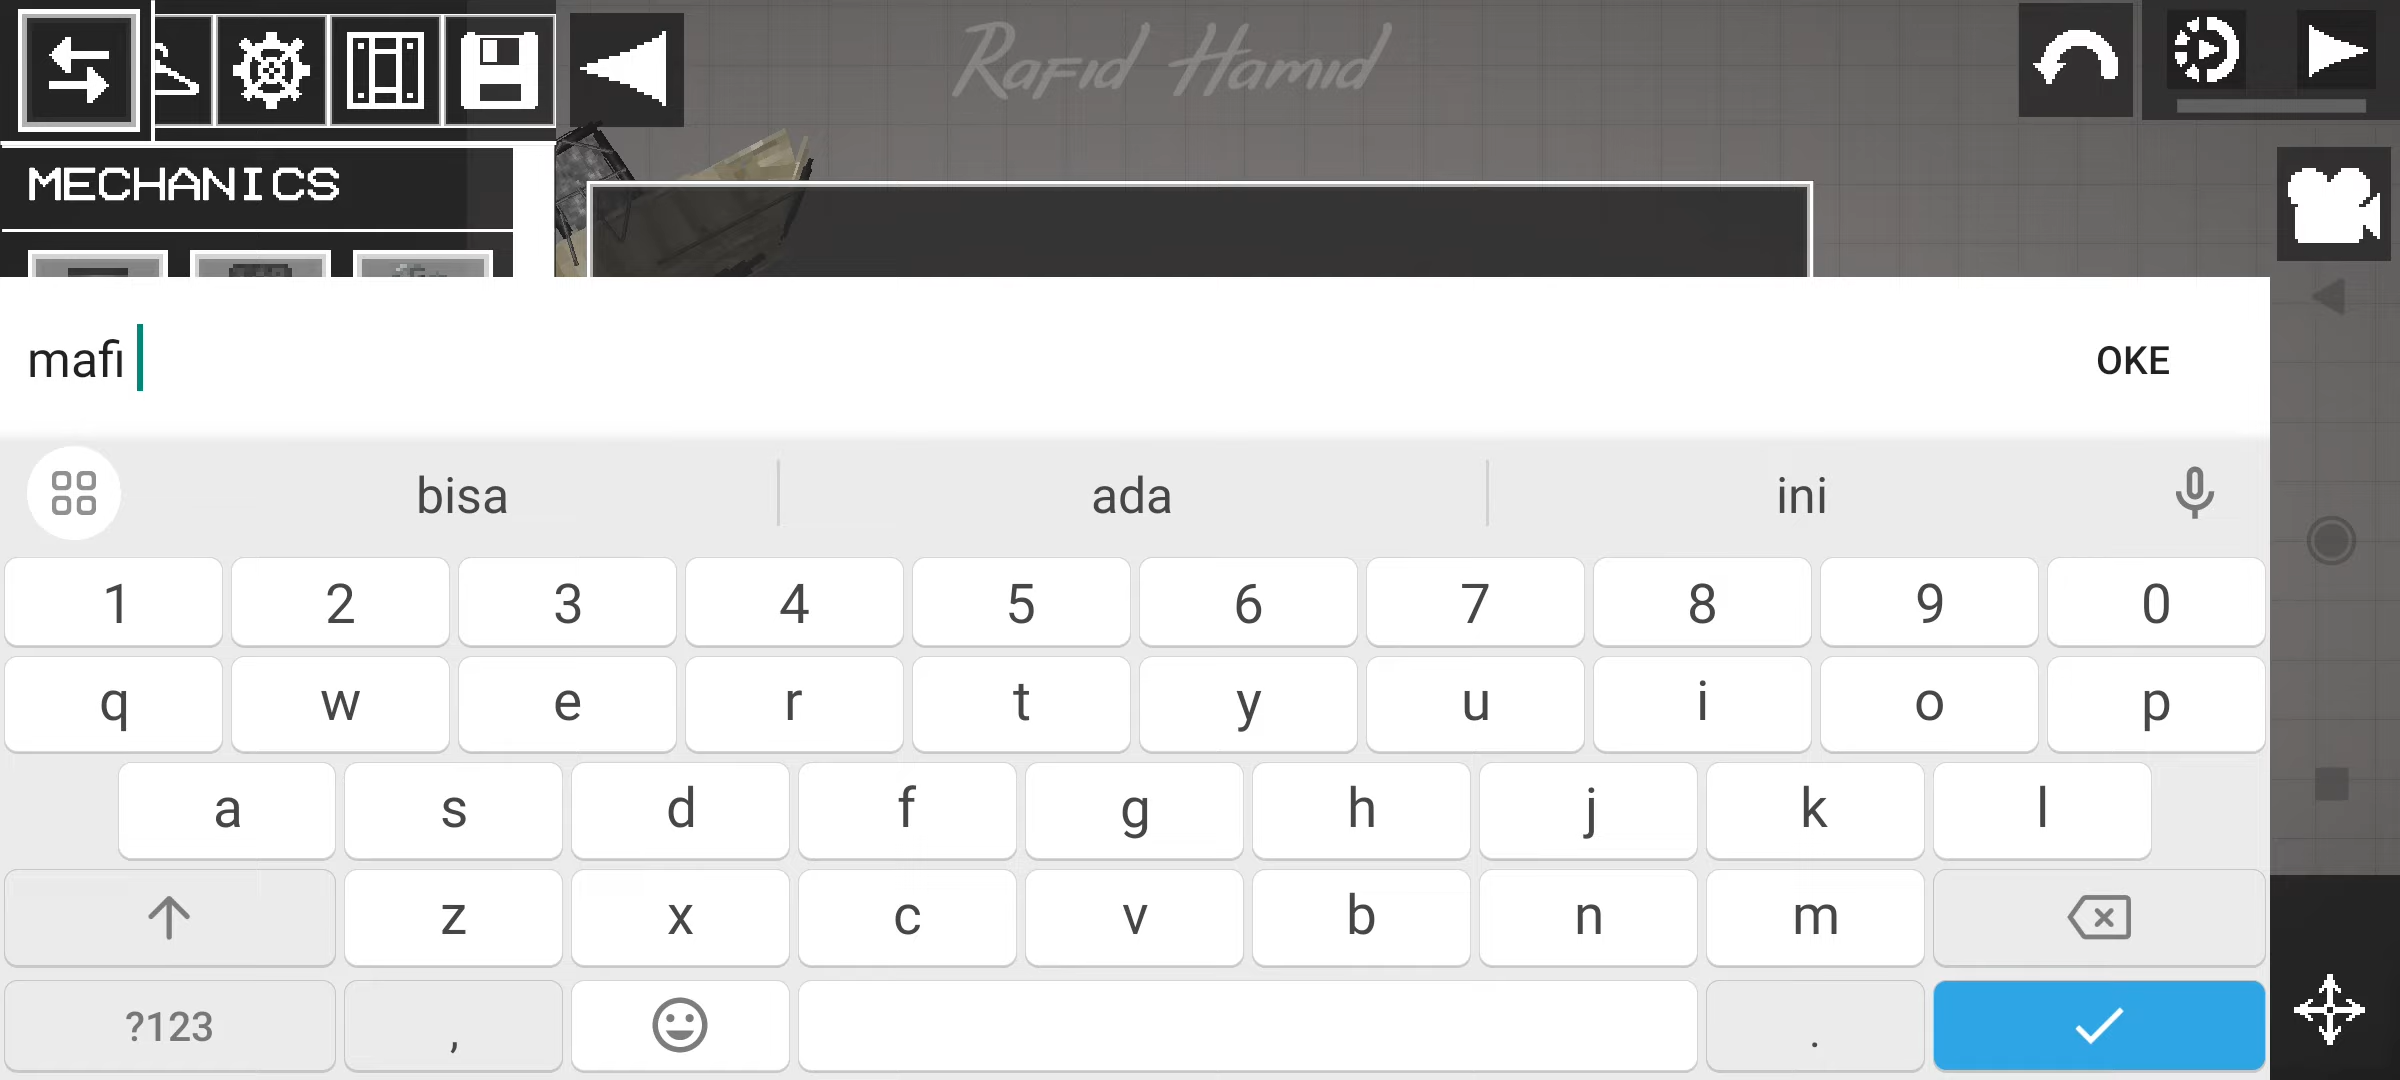 Rafid Hamid
MECHANICS
mafi
OKE
bisa ada ini
1 2 3 4 5 6 7 8 9 0
q w e r t y u i o p
a s d f g h j k l
z x c v b n m
?123 , .